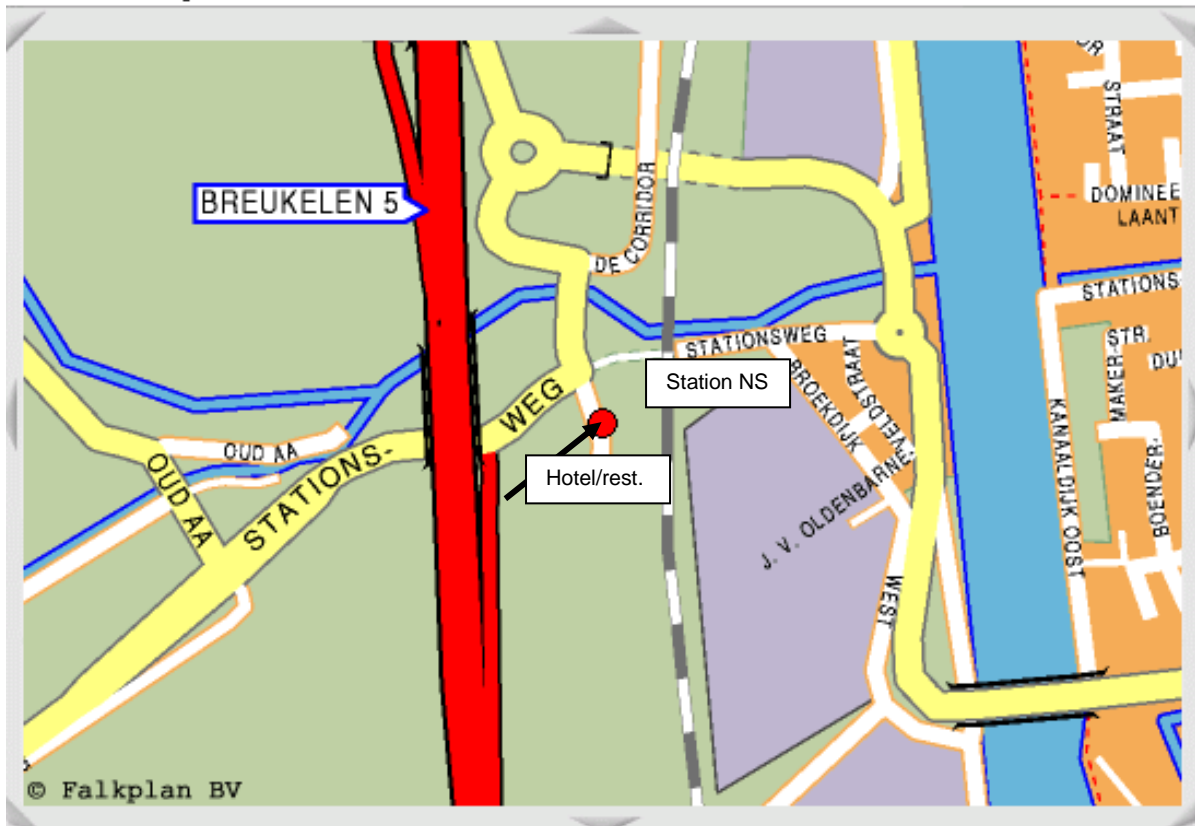 STRAAT
BREUKELEN 5
DOMINEE
LAANT
DE CORRIDOR
STATIONS
STATIONSWEG
STR.
MAKER-
Station NS
WEG
BROEKDIJK
VELDSTRAAT
OUD AA
STATIONS-
OUD AA
Hotel/rest.
KANAALDIJK OOST
BOENDER-
J. V. OLDENBARNE-
WEST
© Falkplan BV